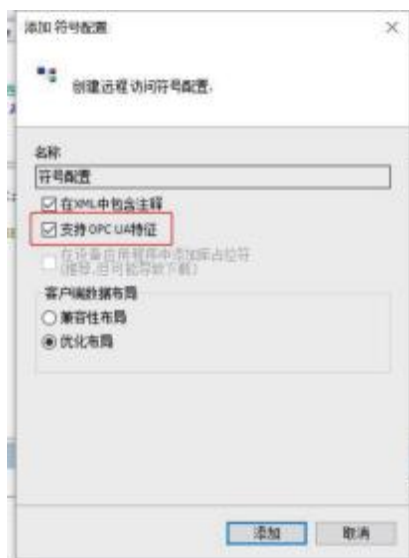 添加 符号配置
创建远程访问符号配置.
名称
符号配置
在XML中包含注释
支持 OPC UA特征
在设备应用程序中添加库占位符
(推荐,但可能导致下载)
客户端数据布局
兼容性布局
优化布局
添加
取消